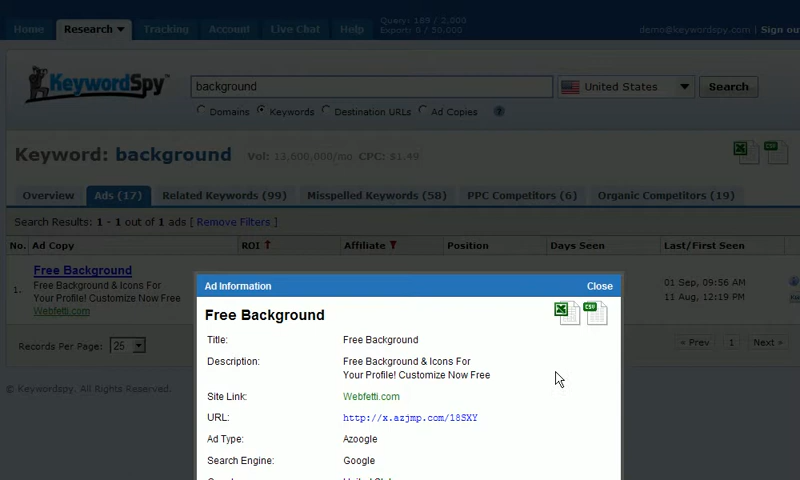 Home Research Tracking Account Live Chat Help
Query: 189 / 2,000
Export: 0 / 50,000
demo@keywordspy.com Sign ou
KeywordSpy
background
United States
Search
Domains Keywords Destination URLs Ad Copies
Keyword: background Vol: 13,600,000/mo CPC: $1.49
CSV
Overview Ads (17) Related Keywords (99) Misspelled Keywords (58) PPC Competitors (6) Organic Competitors (19)
Search Results: 1 - 1 out of 1 ads [ Remove Filters ]
No. Ad Copy ROI Affiliate Position Days Seen Last/First Seen
1.
Free Background
Free Background & Icons For
Your Profile! Customize Now Free
Webfetti.com
01 Sep, 09:56 AM
11 Aug, 12:19 PM
Records Per Page: 25
« Prev 1 Next »
© Keywordspy. All Rights Reserved.
Ad Information Close
Free Background
CSV
Title: Free Background
Description: Free Background & Icons For
Your Profile! Customize Now Free
Site Link: Webfetti.com
URL: http://x.azjmp.com/18SXY
Ad Type: Azoogle
Search Engine: Google